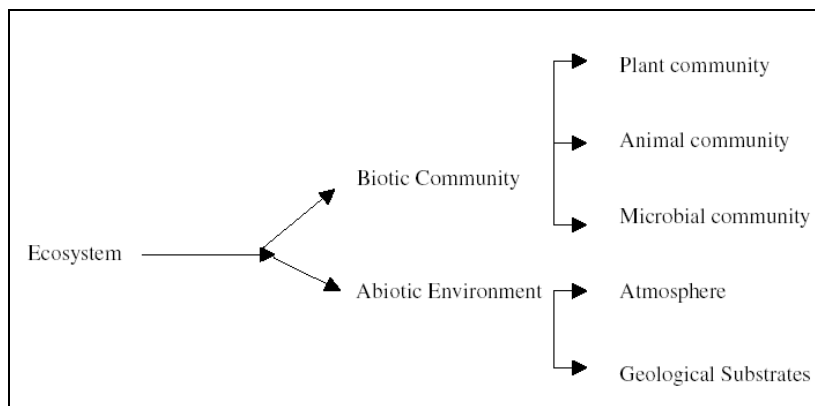 Plant community
Animal community
Biotic Community
Microbial community
Ecosystem
Abiotic Environment
Atmosphere
Geological Substrates